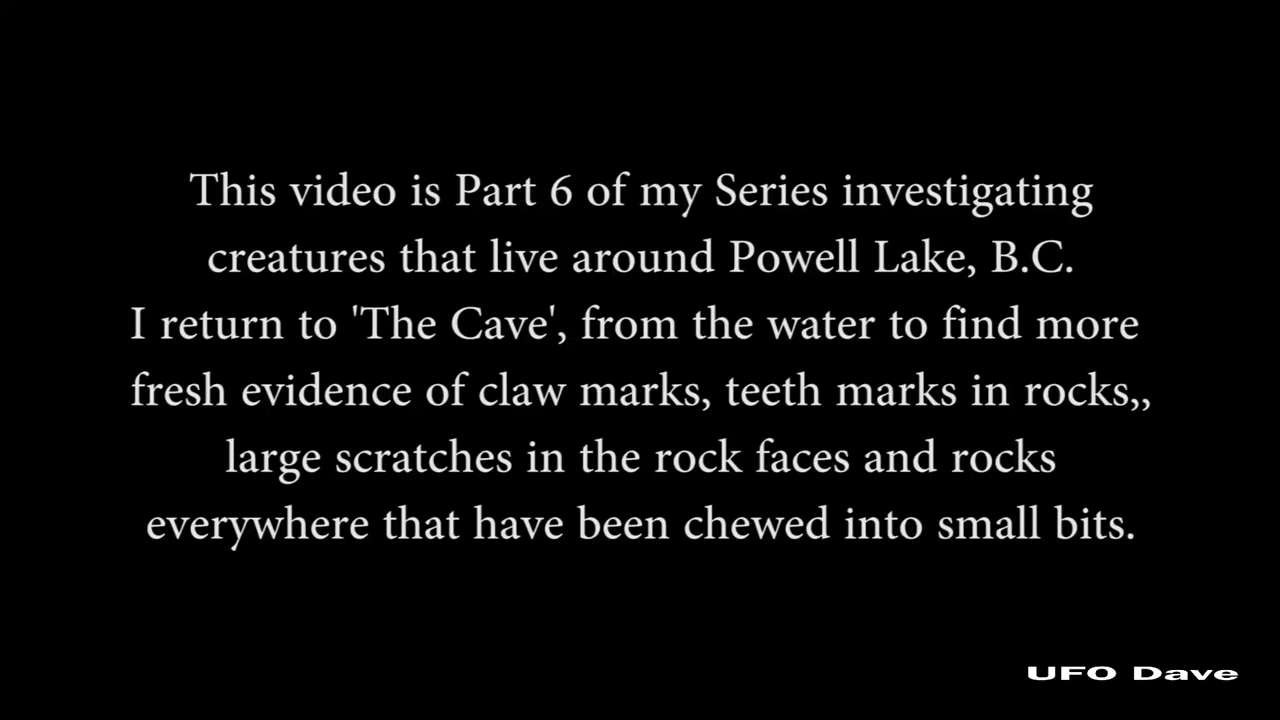 This video is Part 6 of my Series investigating
creatures that live around Powell Lake, B.C.
I return to 'The Cave', from the water to find more
fresh evidence of claw marks, teeth marks in rocks,,
large scratches in the rock faces and rocks
everywhere that have been chewed into small bits.
UFO Dave